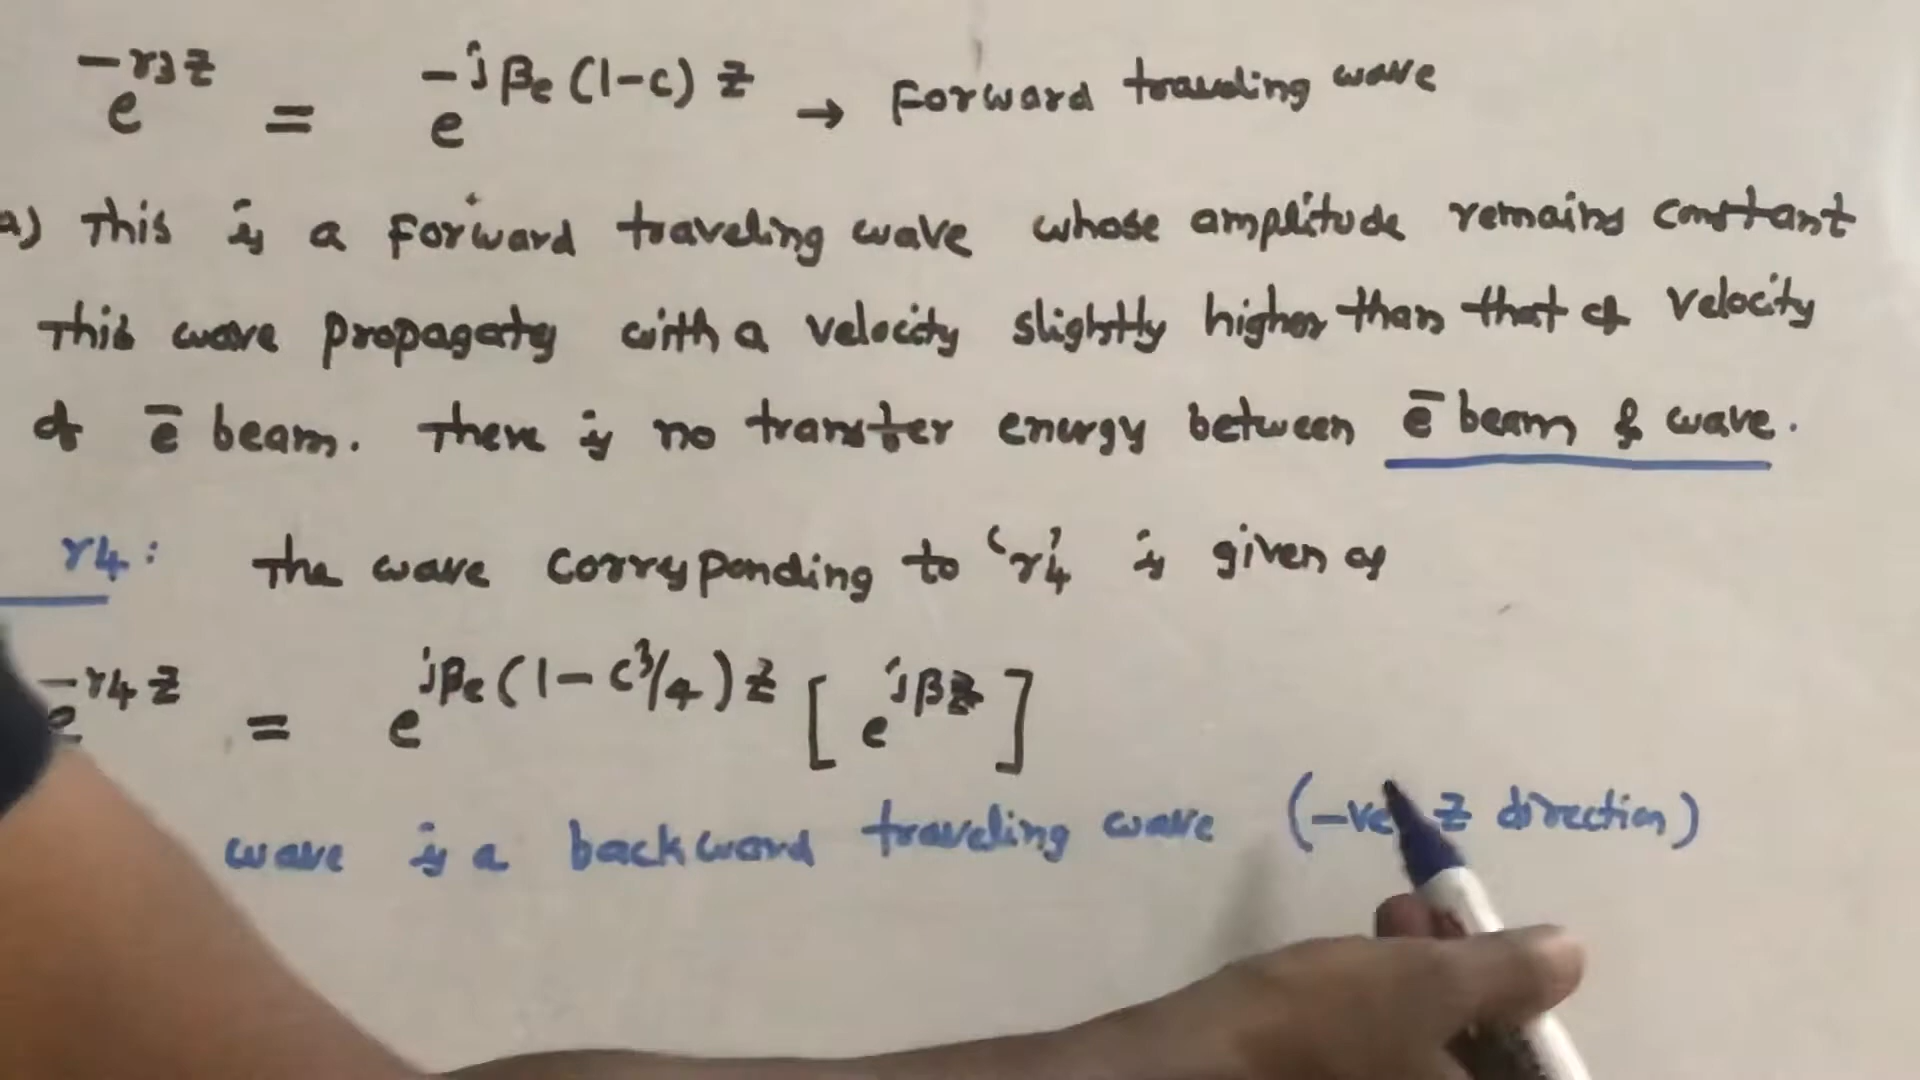 e^{-γ3z} = e^{-jβe(1-c)z} → Forward traveling wave
a) This is a forward traveling wave whose amplitude remains constant
This wave propagates with a velocity slightly higher than that of velocity
of e̅ beam. There is no transfer energy between e̅ beam & wave.
γ4: The wave corresponding to 'γ4' is given as
e^{-γ4z} = e^{jβe(1-c³/4)z} [e^{jβz}]
wave is a backward traveling wave (-ve z direction)